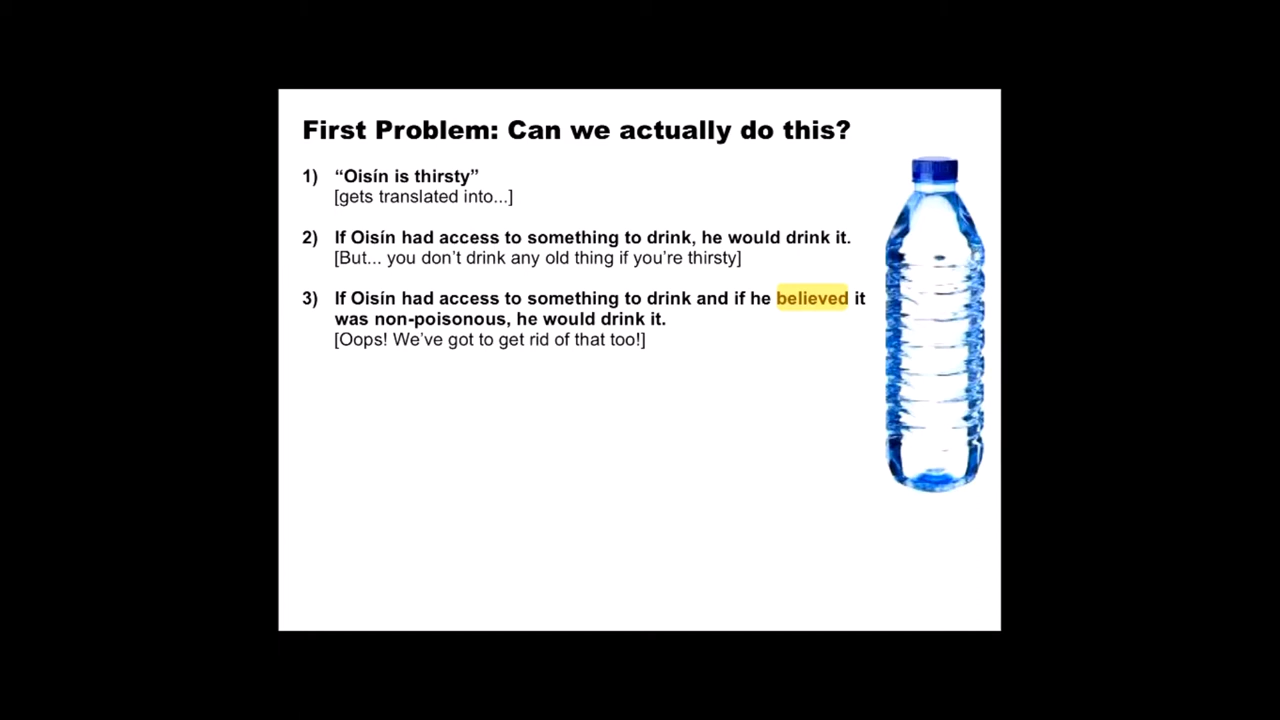 First Problem: Can we actually do this?
1) “Oisín is thirsty”
[gets translated into...]
2) If Oisín had access to something to drink, he would drink it.
[But... you don’t drink any old thing if you’re thirsty]
3) If Oisín had access to something to drink and if he believed it
was non-poisonous, he would drink it.
[Oops! We’ve got to get rid of that too!]